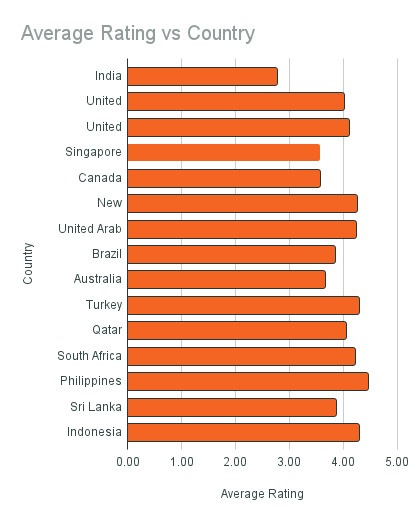 Average Rating vs Country
India
United
United
Singapore
Canada
New
United Arab
Brazil
Australia
Turkey
Qatar
South Africa
Philippines
Sri Lanka
Indonesia
Country
0.00 1.00 2.00 3.00 4.00 5.00
Average Rating